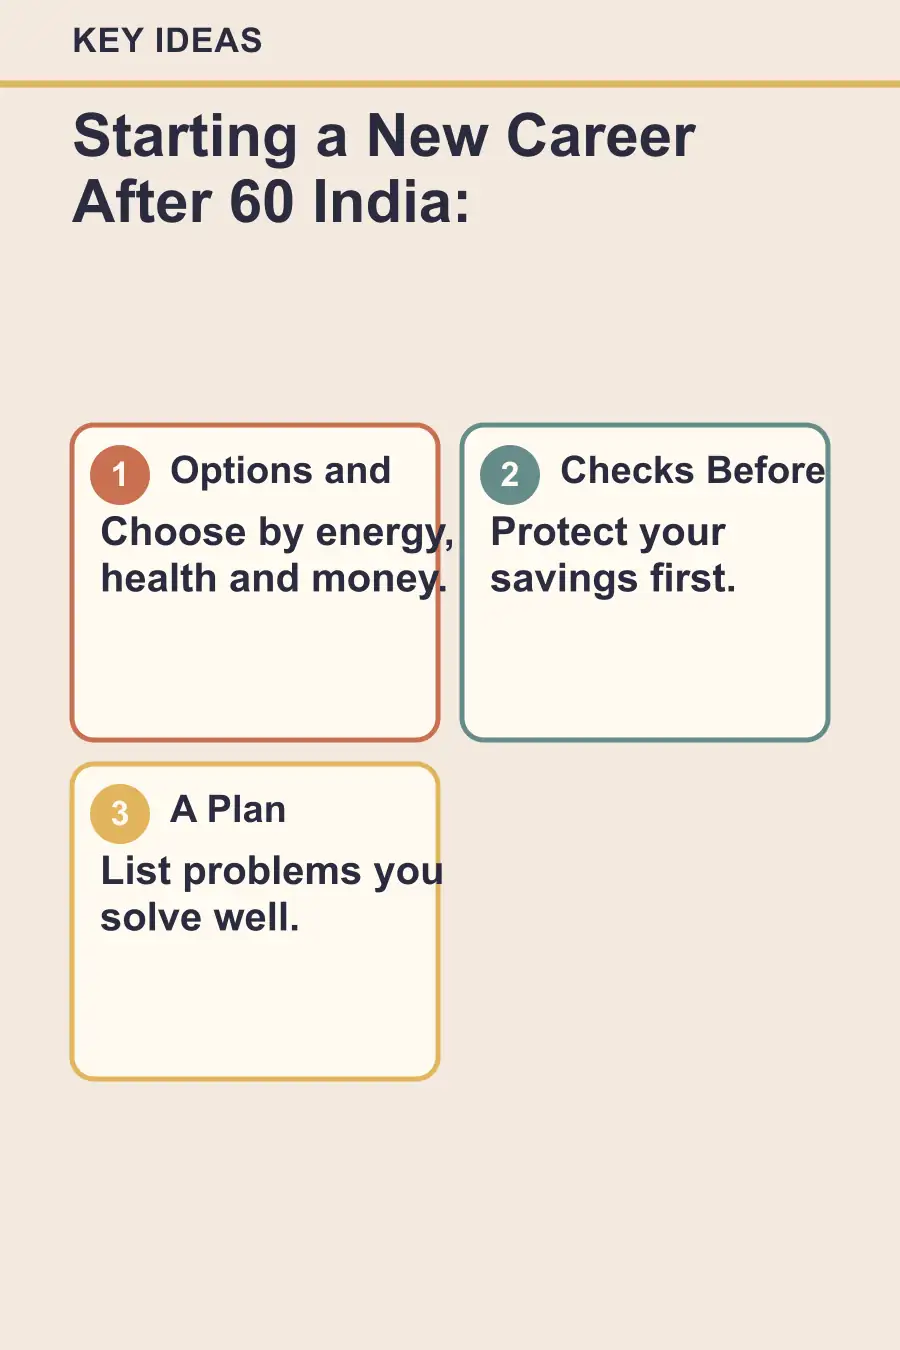 KEY IDEAS
Starting a New Career
After 60 India:
1
Options and
Choose by energy,
health and money.
2
Checks Before
Protect your
savings first.
3
A Plan
List problems you
solve well.